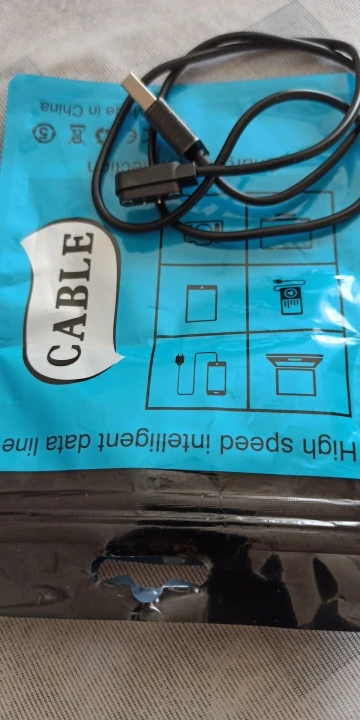 High speed intelligent data line
CABLE
Made in China